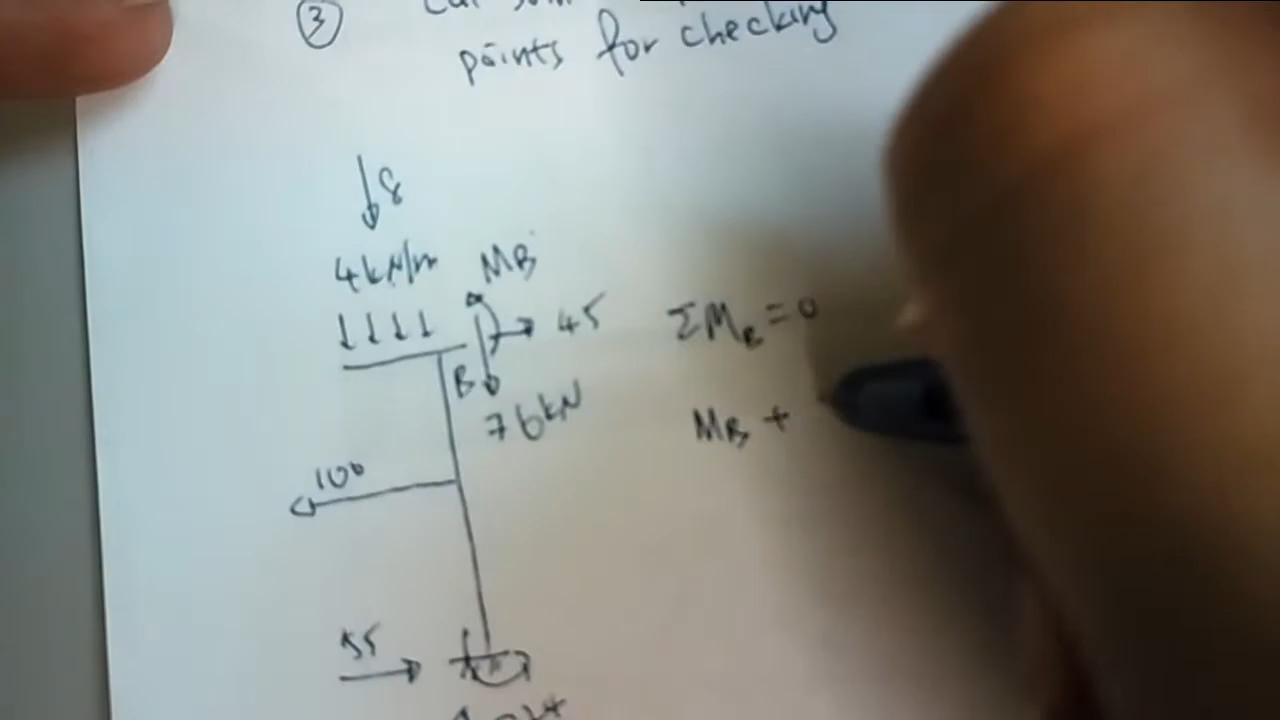 ③
points for checking
8
4kN/m MB
45 ΣMB=0
B
76kN MB +
100
55